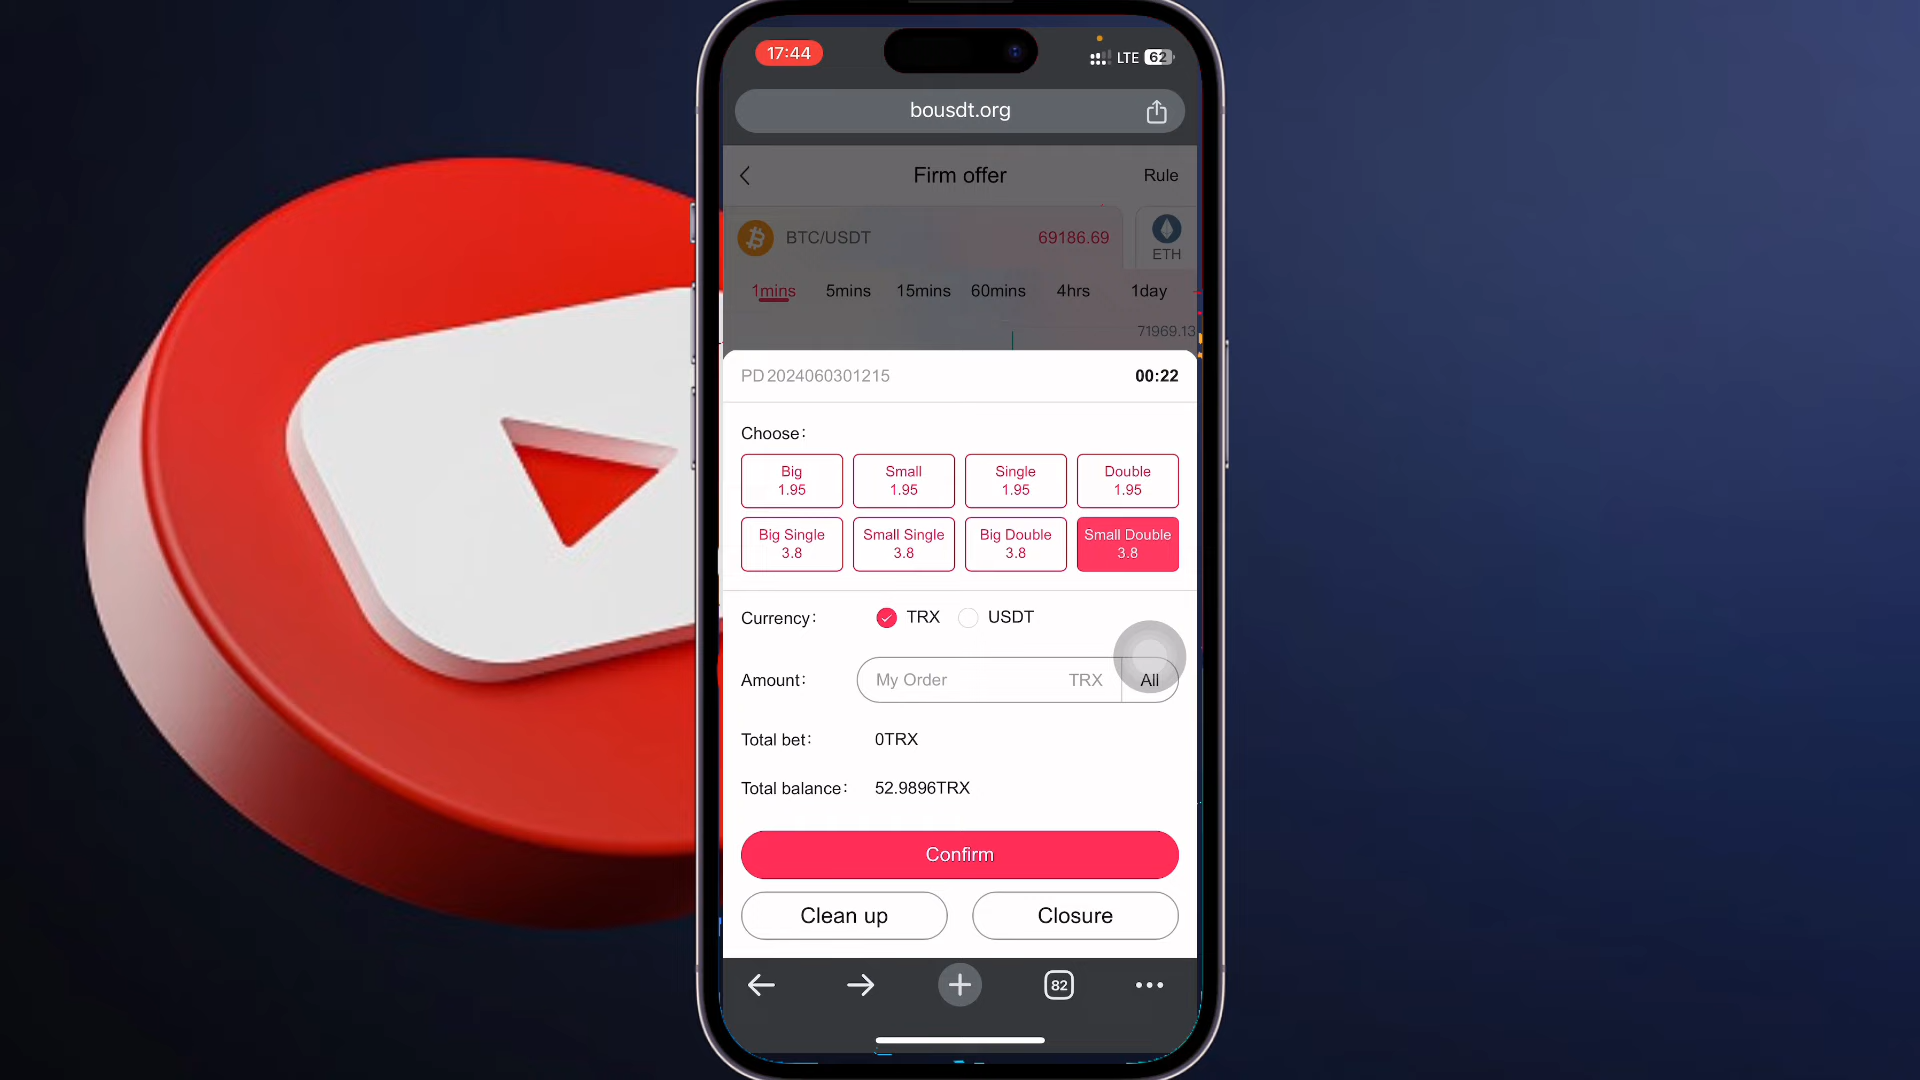 17:44
LTE 62
bousdt.org
Firm offer
Rule
BTC/USDT 69186.69
ETH
1mins 5mins 15mins 60mins 4hrs 1day
71969.13
PD2024060301215 00:22
Choose:
Big Small Single Double
1.95 1.95 1.95 1.95
Big Single Small Single Big Double Small Double
3.8 3.8 3.8 3.8
Currency: TRX USDT
Amount: My Order TRX All
Total bet: 0TRX
Total balance: 52.9896TRX
Confirm
Clean up Closure
82